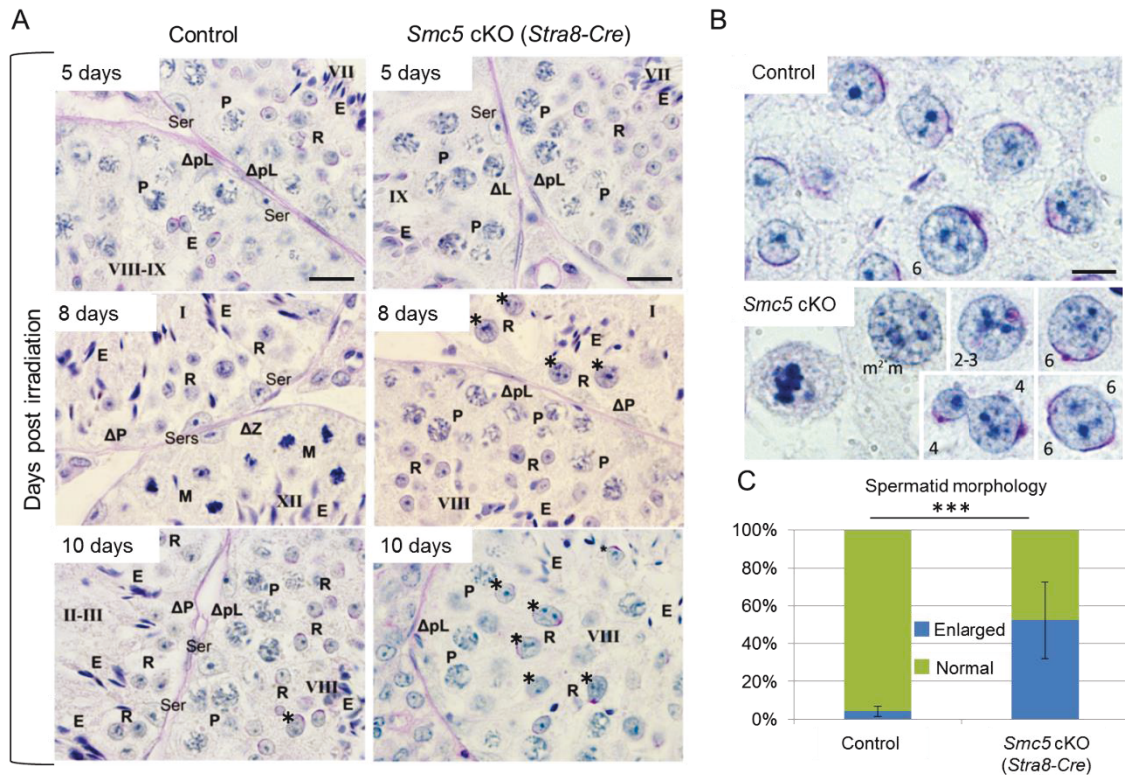 A
Control
Smc5 cKO (Stra8-Cre)
Days post irradiation
5 days
VII
P
E
Ser
R
ΔpL
ΔpL
P
Ser
E
VIII-IX
5 days
VII
P
E
Ser
R
P
ΔL
ΔpL
P
IX
P
E
8 days
I
E
E
R
R
Ser
ΔP
Sers
ΔZ
M
M
XII
E
8 days
*
*
R
E
I
*
*
R
ΔpL
P
P
ΔP
R
P
R
VIII
10 days
R
P
R
II-III
ΔP
ΔpL
E
Ser
R
VIII
E
R
Ser
P
*
E
10 days
*
E
P
*
*
E
R
ΔpL
*
VIII
P
*
*
R
B
Control
6
Smc5 cKO
m² m
2-3
6
4
6
4
6
C
Spermatid morphology
***
100%
80%
60%
40%
20%
0%
Enlarged
Normal
Control
Smc5 cKO
(Stra8-Cre)